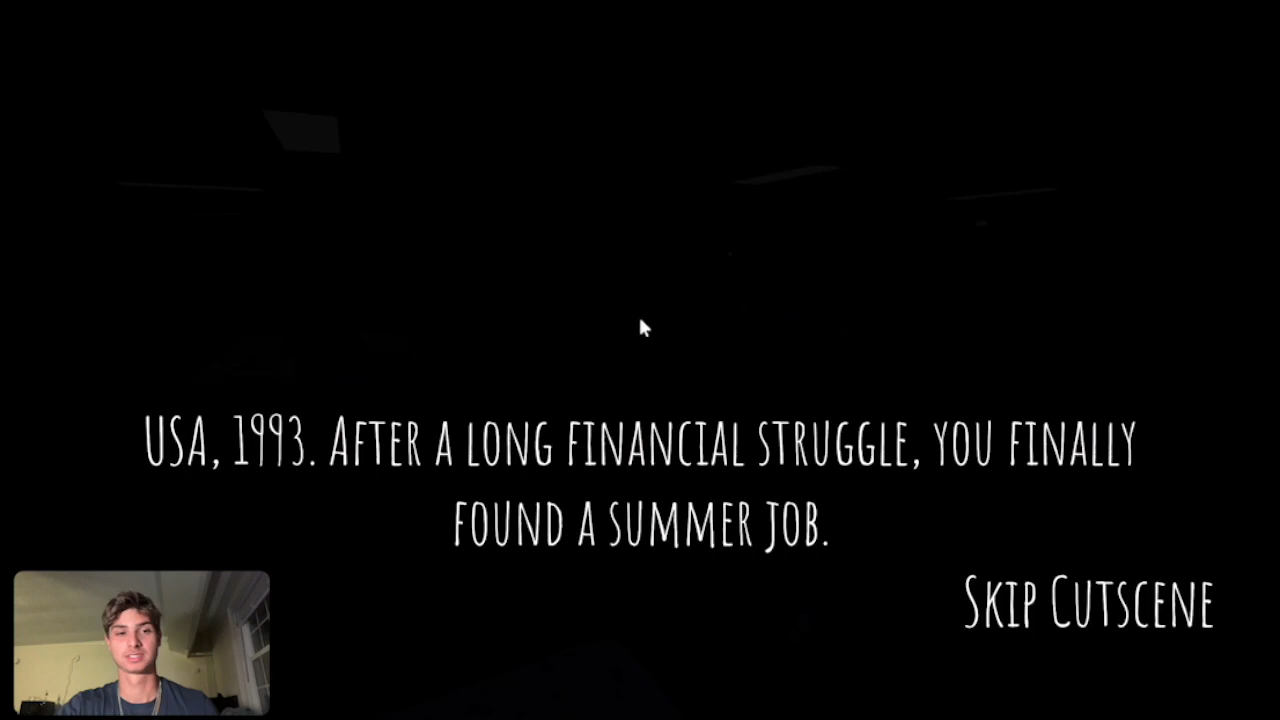 USA, 1993. After a long financial struggle, you finally
found a summer job.
Skip Cutscene